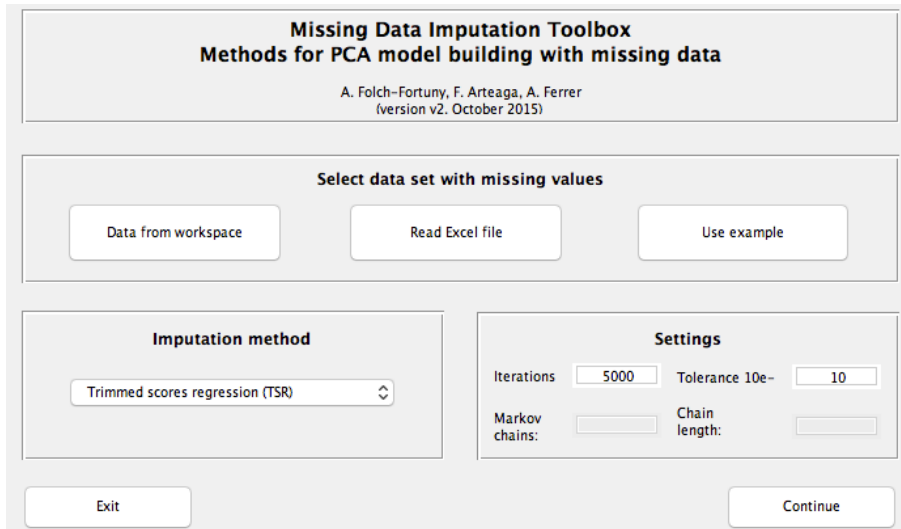 Missing Data Imputation Toolbox
Methods for PCA model building with missing data
A. Folch-Fortuny, F. Arteaga, A. Ferrer
(version v2. October 2015)
Select data set with missing values
Data from workspace
Read Excel file
Use example
Imputation method
Trimmed scores regression (TSR)
Settings
Iterations 5000 Tolerance 10e- 10
Markov
chains:
Chain
length:
Exit
Continue